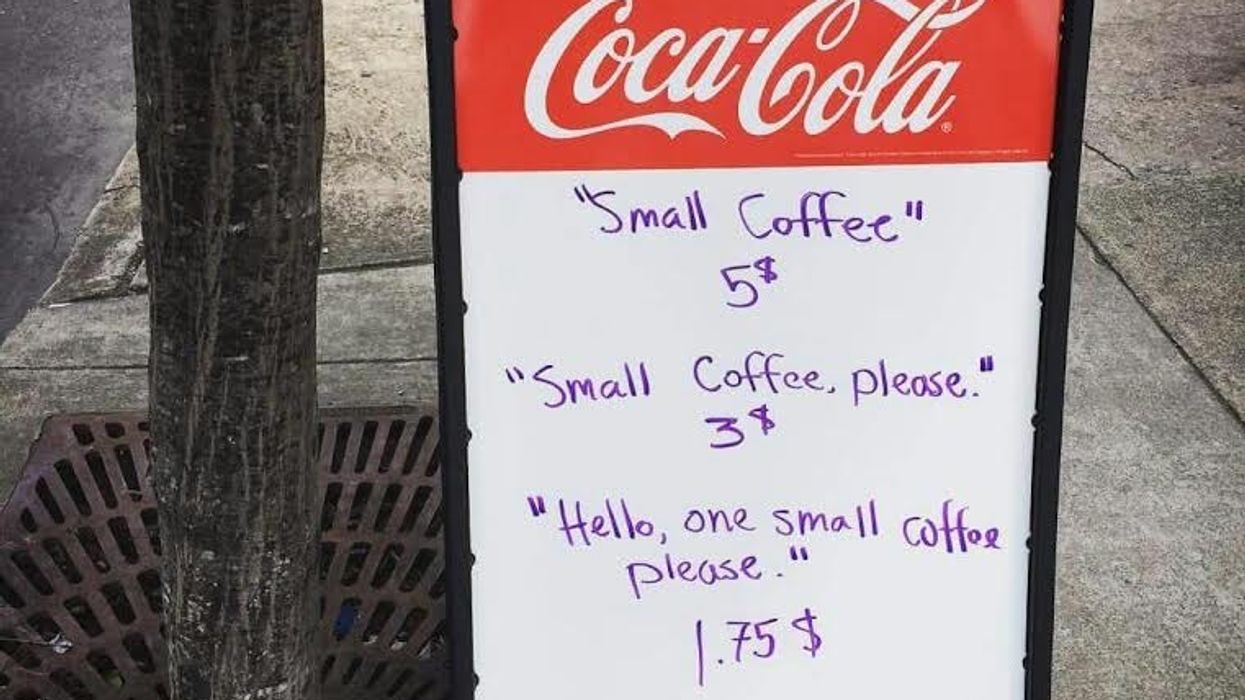 Coca-Cola®
"Small Coffee"
5$
"Small Coffee, please."
3$
"Hello, one small coffee
please."
1.75$